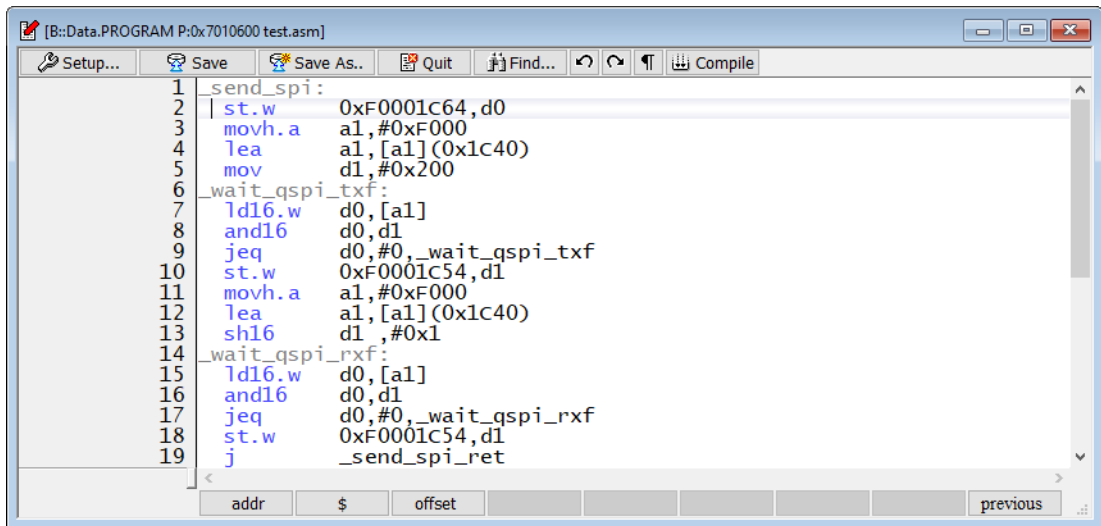 [B::Data.PROGRAM P:0x7010600 test.asm]
Setup... Save Save As.. Quit Find... ¶ Compile
1 _send_spi:
2 st.w 0xF0001C64,d0
3 movh.a a1,#0xF000
4 lea a1,[a1](0x1C40)
5 mov d1,#0x200
6 _wait_qspi_txf:
7 ld16.w d0,[a1]
8 and16 d0,d1
9 jeq d0,#0,_wait_qspi_txf
10 st.w 0xF0001C54,d1
11 movh.a a1,#0xF000
12 lea a1,[a1](0x1C40)
13 sh16 d1 ,#0x1
14 _wait_qspi_rxf:
15 ld16.w d0,[a1]
16 and16 d0,d1
17 jeq d0,#0,_wait_qspi_rxf
18 st.w 0xF0001C54,d1
19 j _send_spi_ret
addr $ offset previous